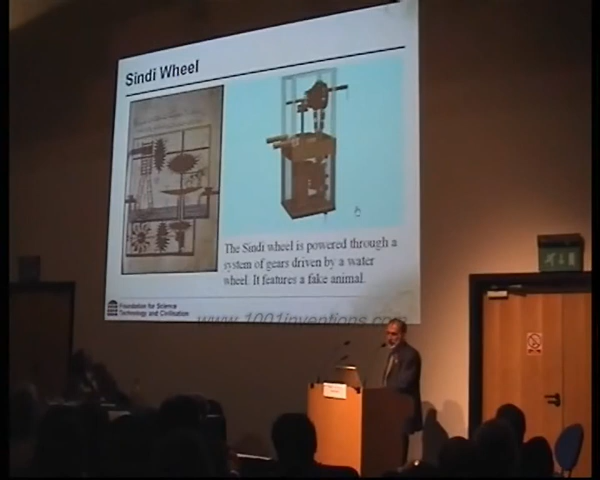 Sindi Wheel
The Sindi wheel is powered through a
system of gears driven by a water
wheel. It features a fake animal.
Foundation for Science
Technology and Civilisation
www.1001inventions.com